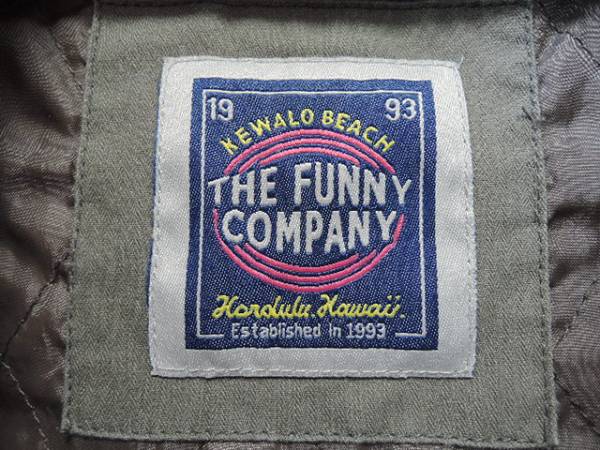 19 93
KEWALO BEACH
THE FUNNY
COMPANY
Honolulu. Hawaii.
Established in 1993